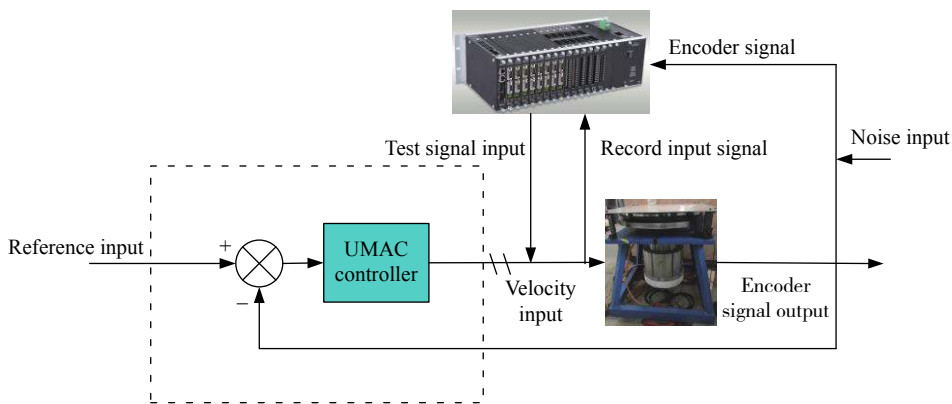 Encoder signal
Test signal input
Record input signal
Noise input
Reference input
+
−
UMAC
controller
Velocity
input
Encoder
signal output